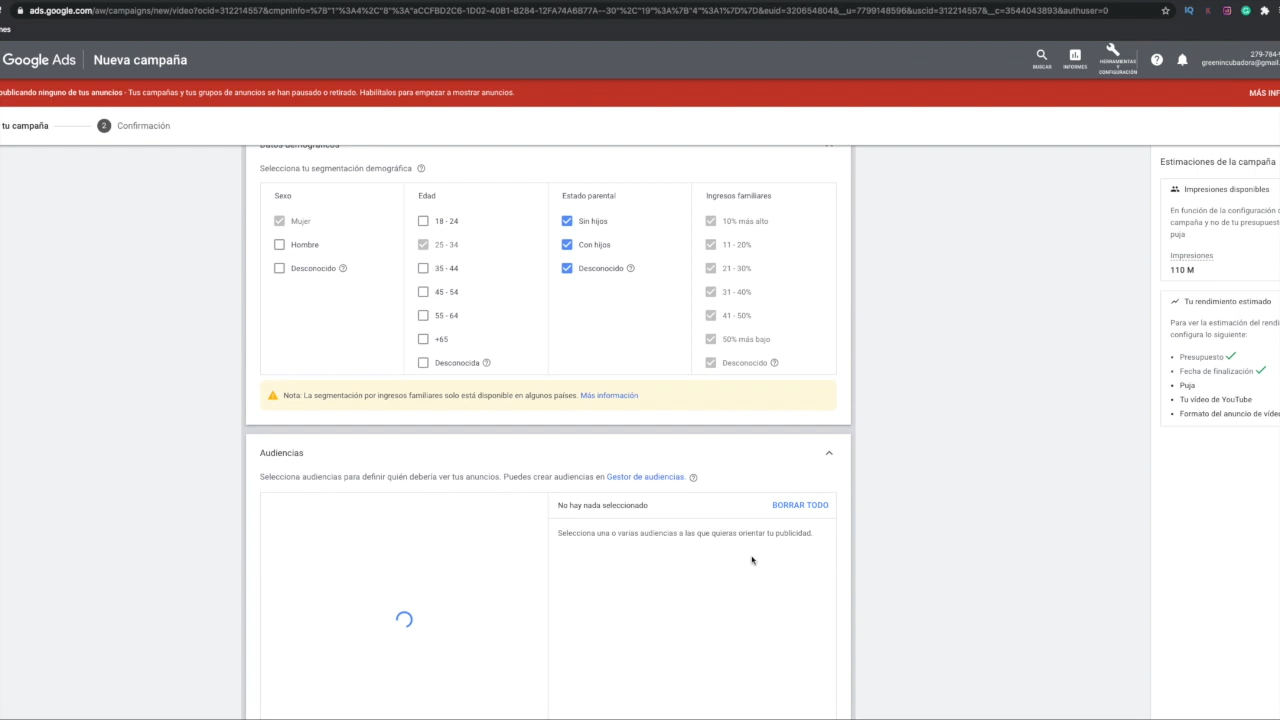 ads.google.com/aw/campaigns/new/video?ocid=312214557&cmpnInfo=%7B"1"%3A4%2C"8"%3A"aCCFBD2C6-1D02-40B1-B284-12FA74A6B77A--30"%2C"19"%3A%7B"4"%3A1%7D%7D&euid=320654804&__u=7799148596&uscid=312214557&__c=3544043893&authuser=0
nes
Google Ads
Nueva campaña
BUSCAR
INFORMES
HERRAMIENTAS
Y
CONFIGURACIÓN
279-784-
greenincubadora@gmail.
publicando ninguno de tus anuncios - Tus campañas y tus grupos de anuncios se han pausado o retirado. Habilítalos para empezar a mostrar anuncios.
MÁS INF
tu campaña
2 Confirmación
Datos demográficos
Selecciona tu segmentación demográfica
Sexo
Mujer
Hombre
Desconocido
Edad
18 - 24
25 - 34
35 - 44
45 - 54
55 - 64
+65
Desconocida
Estado parental
Sin hijos
Con hijos
Desconocido
Ingresos familiares
10% más alto
11 - 20%
21 - 30%
31 - 40%
41 - 50%
50% más bajo
Desconocido
Nota: La segmentación por ingresos familiares solo está disponible en algunos países. Más información
Audiencias
Selecciona audiencias para definir quién debería ver tus anuncios. Puedes crear audiencias en Gestor de audiencias.
No hay nada seleccionado
BORRAR TODO
Selecciona una o varias audiencias a las que quieras orientar tu publicidad.
Estimaciones de la campaña
Impresiones disponibles
En función de la configuración d
campaña y no de tu presupuest
puja
Impresiones
110 M
Tu rendimiento estimado
Para ver la estimación del rendi
configura lo siguiente:
• Presupuesto
• Fecha de finalización
• Puja
• Tu vídeo de YouTube
• Formato del anuncio de víde